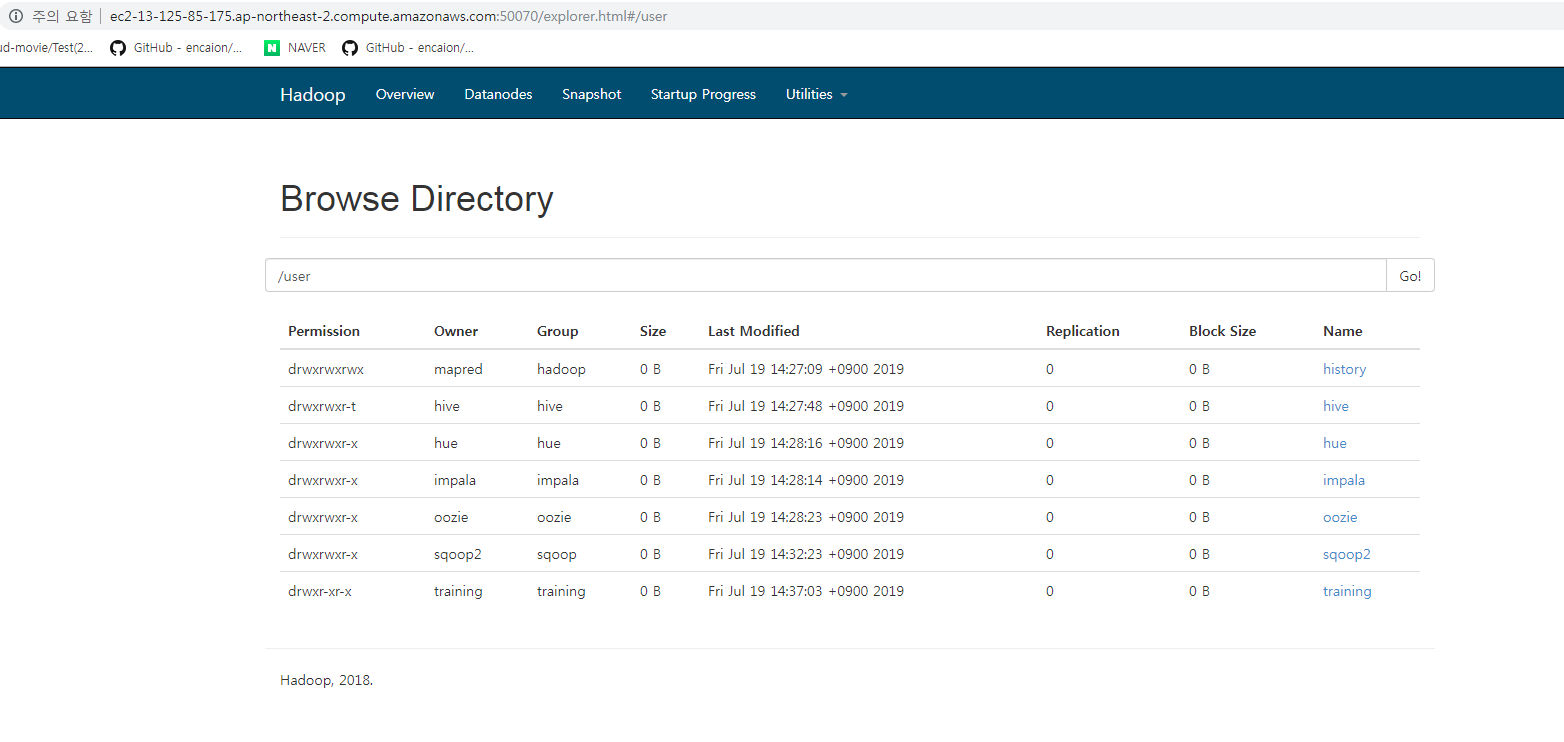 주의 요함 | ec2-13-125-85-175.ap-northeast-2.compute.amazonaws.com:50070/explorer.html#/user
ud-movie/Test(2... GitHub - encaion/... N NAVER GitHub - encaion/...
Hadoop Overview Datanodes Snapshot Startup Progress Utilities
Browse Directory
/user Go!
Permission Owner Group Size Last Modified Replication Block Size Name
drwxrwxrwx mapred hadoop 0 B Fri Jul 19 14:27:09 +0900 2019 0 0 B history
drwxrwxr-t hive hive 0 B Fri Jul 19 14:27:48 +0900 2019 0 0 B hive
drwxrwxr-x hue hue 0 B Fri Jul 19 14:28:16 +0900 2019 0 0 B hue
drwxrwxr-x impala impala 0 B Fri Jul 19 14:28:14 +0900 2019 0 0 B impala
drwxrwxr-x oozie oozie 0 B Fri Jul 19 14:28:23 +0900 2019 0 0 B oozie
drwxrwxr-x sqoop2 sqoop 0 B Fri Jul 19 14:32:23 +0900 2019 0 0 B sqoop2
drwxr-xr-x training training 0 B Fri Jul 19 14:37:03 +0900 2019 0 0 B training
Hadoop, 2018.